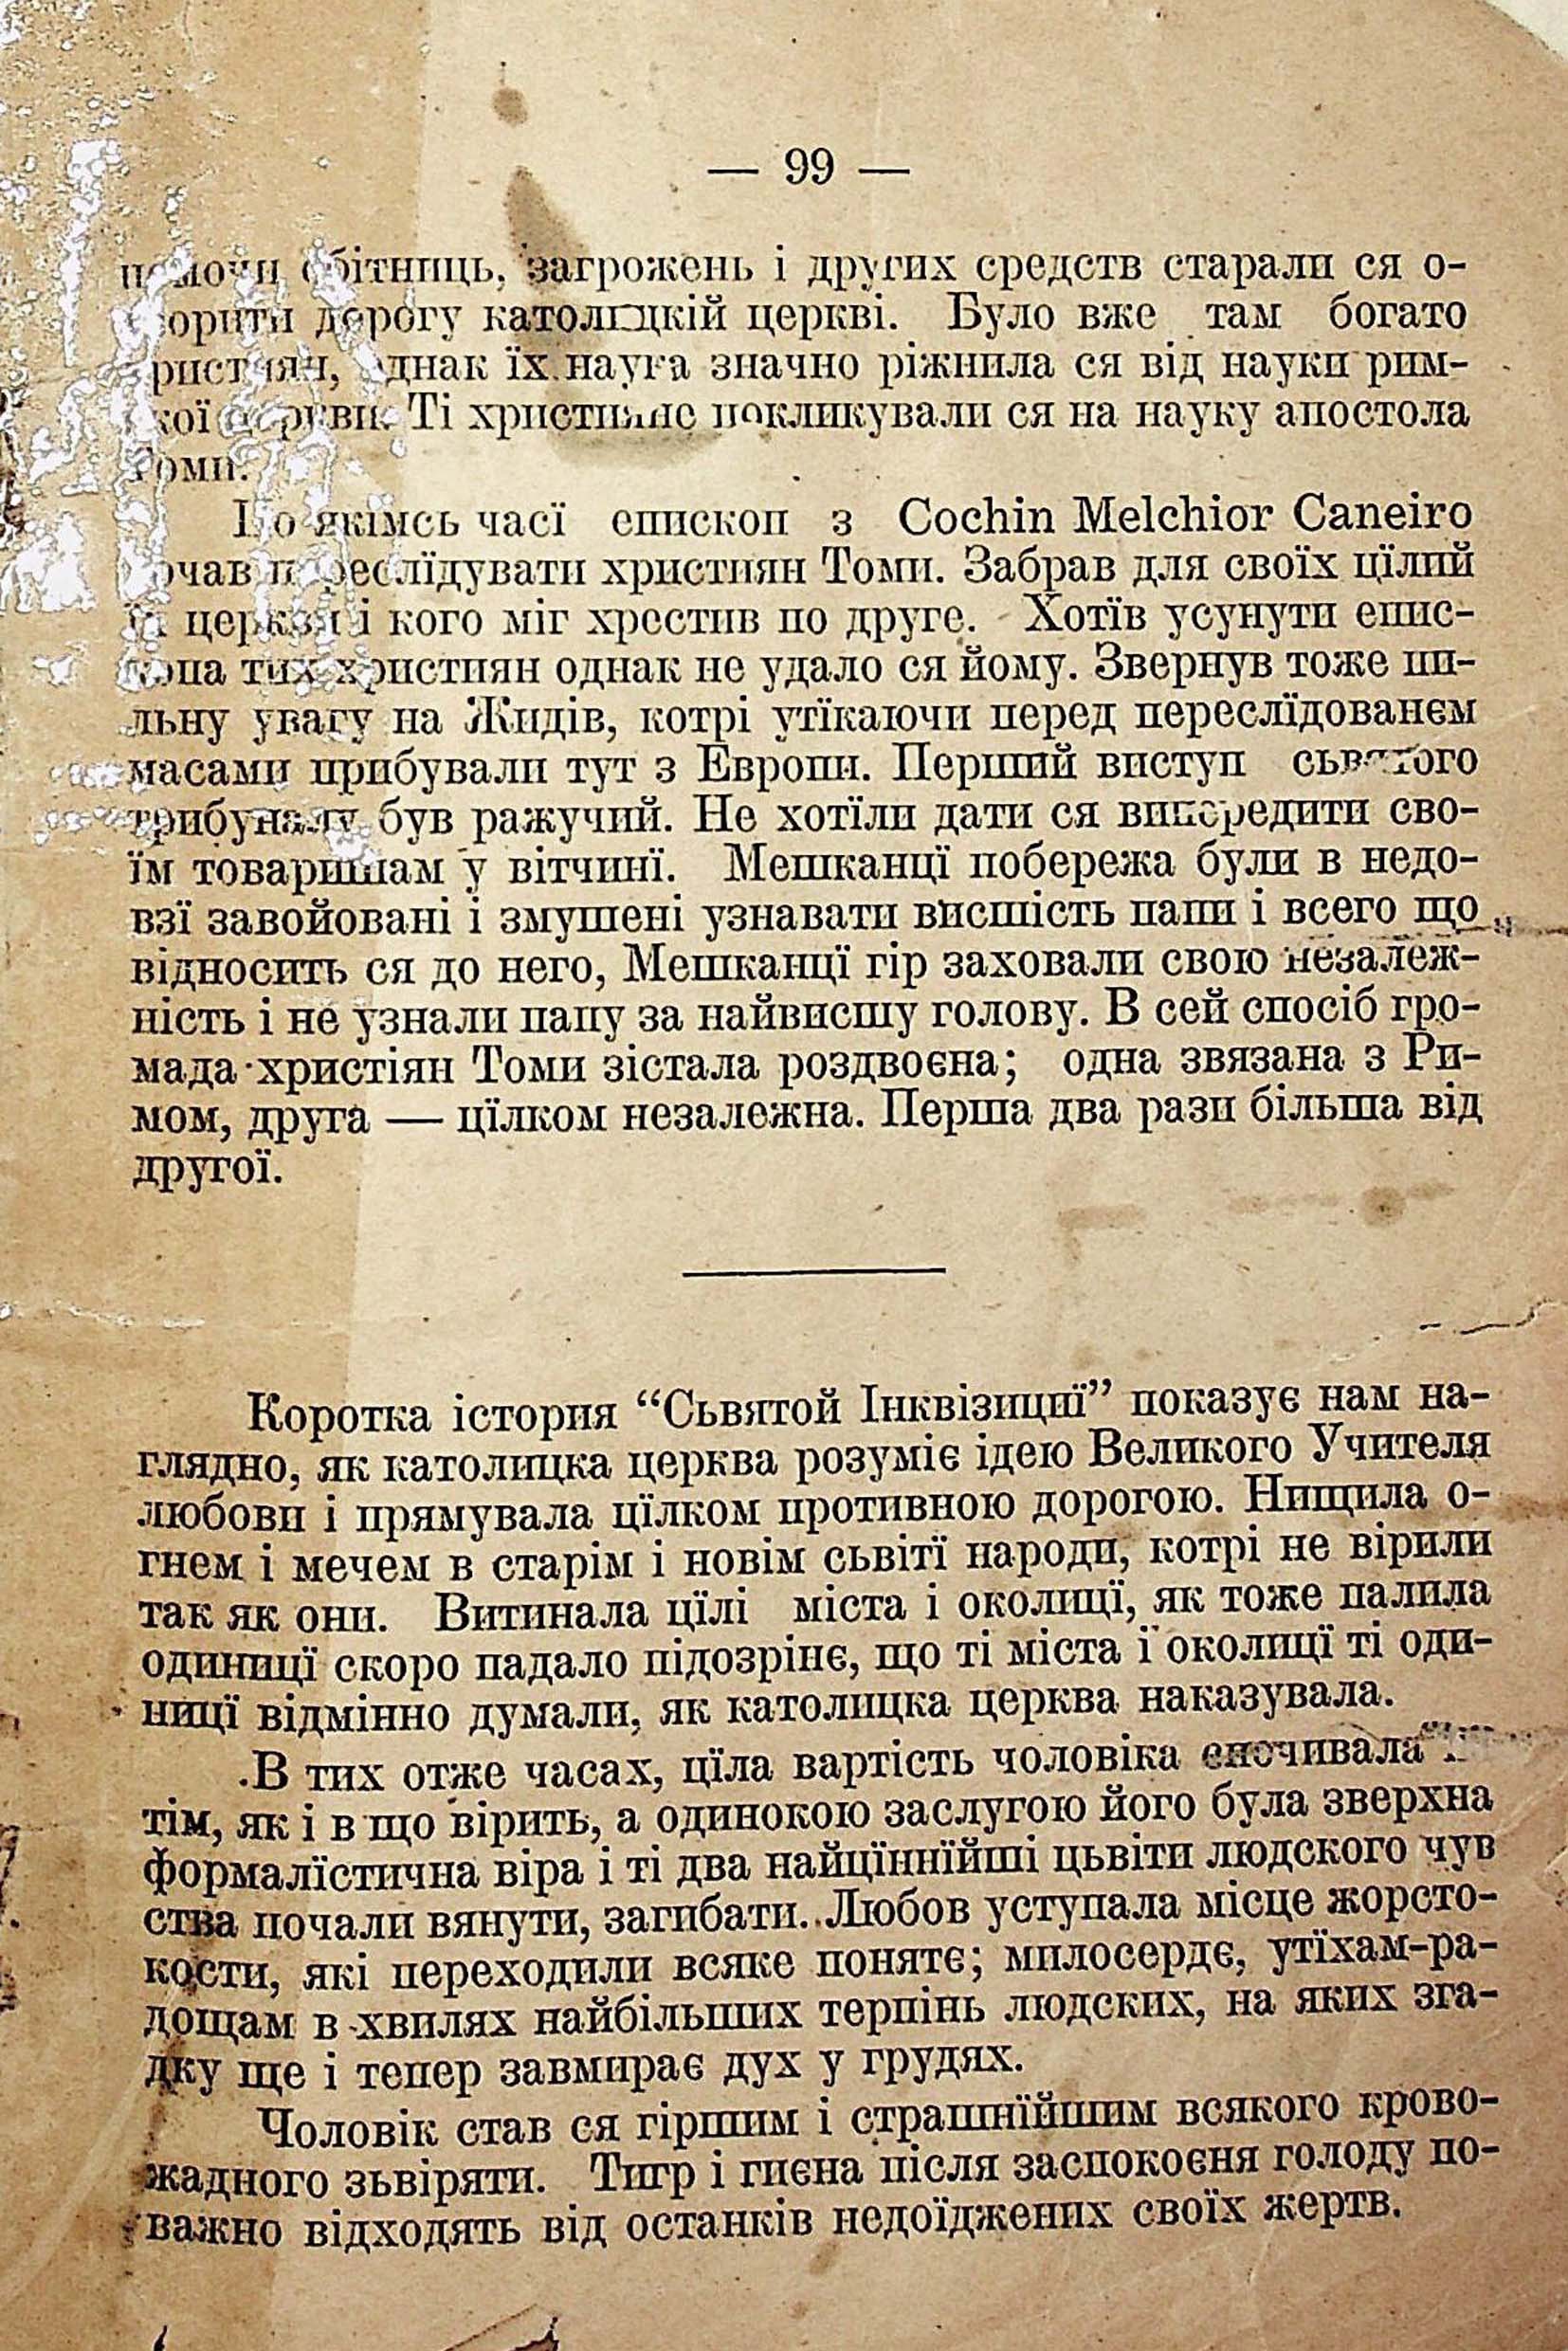 — 99 —
загрожень і других средств старали ся о-
дорогу католицкій церкві. Було вже там богато
їх наука значно ріжнила ся від науки рим-
Ті християне покликували ся на науку апостола
По якімсь часї епископ з Cochin Melchior Caneiro
переслїдувати християн Томи. Забрав для своїх цїлий
церкви і кого міг хрестив по друге. Хотїв усунути епис-
копа тих християн однак не удало ся йому. Звернув тоже пи-
льну увагу на Жидів, котрі утїкаючи перед переслїдованєм
масами прибували тут з Европи. Перший виступ сьвятого
трибуналу був ражучий. Не хотїли дати ся випередити сво-
їм товаришам у вітчинї. Мешканцї побережа були в недо-
взї завойовані і змушені узнавати висшість папи і всего що
відносить ся до него, Мешканцї гір заховали свою незалеж-
ність і не узнали папу за найвисшу голову. В сей спосіб гро-
мада христіян Томи зістала роздвоєна; одна звязана з Ри-
мом, друга — цїлком незалежна. Перша два рази більша від
другої.
Коротка істория “Сьвятой Інквізициї” показує нам на-
глядно, як католицка церква розуміє ідею Великого Учителя
любови і прямувала цїлком противною дорогою. Нищила о-
гнем і мечем в старім і новім сьвітї народи, котрі не вірили
так як они. Витинала цїлі міста і околицї, як тоже палила
одиницї скоро падало підозрінє, що ті міста ї околицї ті оди-
ницї відмінно думали, як католицка церква наказувала.
В тих отже часах, цїла вартість чоловіка спочивала
тім, як і в що вірить, а одинокою заслугою його була зверхна
формалїстична віра і ті два найцїннїйші цьвіти людского чув
ства почали вянути, загибати. Любов уступала місце жорсто-
кости, які переходили всяке понятє; милосердє, утїхам-ра-
дощам в хвилях найбільших терпінь людских, на яких зга-
дку ще і тепер завмирає дух у грудях.
Чоловік став ся гіршим і страшнїйшим всякого крово-
жадного зьвіряти. Тигр і гиєна після заспокоєня голоду по-
важно відходять від останків недоїджених своїх жертв.